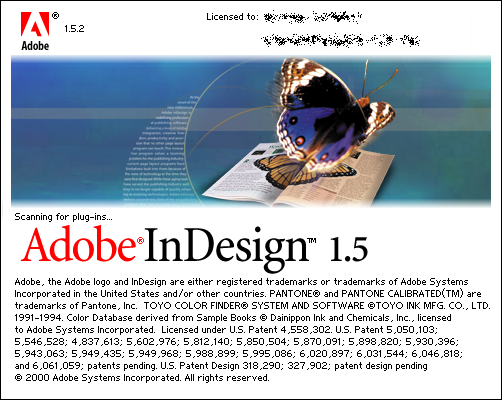 Adobe®
1.5.2
Licensed to:
At the
Scanning for plug-ins...
Adobe®InDesign™ 1.5
Adobe, the Adobe logo and InDesign are either registered trademarks or trademarks of Adobe Systems
Incorporated in the United States and/or other countries. PANTONE® and PANTONE CALIBRATED(TM) are
trademarks of Pantone, Inc. TOYO COLOR FINDER® SYSTEM AND SOFTWARE ©TOYO INK MFG. CO., LTD.
1991-1994. Color Database derived from Sample Books © Dainippon Ink and Chemicals, Inc., licensed
to Adobe Systems Incorporated. Licensed under U.S. Patent 4,558,302. U.S. Patent 5,050,103;
5,546,528; 4,837,613; 5,602,976; 5,812,140; 5,850,504; 5,870,091; 5,898,820; 5,930,396;
5,943,063; 5,949,435; 5,949,968; 5,988,899; 5,995,086; 6,020,897; 6,031,544; 6,046,818;
and 6,061,059; patents pending. U.S. Patent Design 318,290; 327,902; patent design pending
© 2000 Adobe Systems Incorporated. All rights reserved.